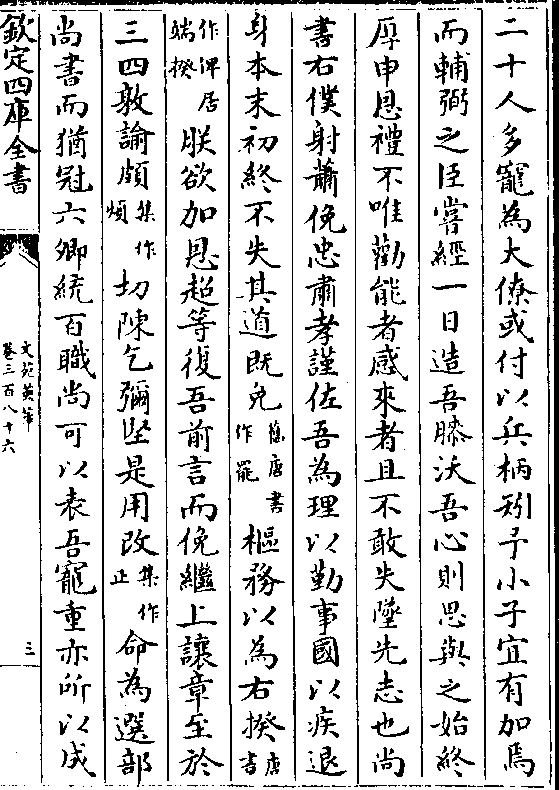 二十人多寵為大僚或付以兵柄矧予小子宜有加焉
而輔弼之臣嘗經一日造吾膝沃吾心則思與之始終
厚申恩禮不唯勸能者感來者且不敢失墜先志也尚
書右僕射蕭俛忠肅孝謹佐吾為理以勤事國以疾退
身本末初終不失其道既免舊唐書作罷樞務以為右揆唐書
作俾居端揆朕欲加恩超等復吾前言而俛繼上讓章至於
三四敦諭頗集作煩切陳乞彌堅是用改集作止命為選部
尚書而猶冠六卿統百職尚可以表吾寵重亦所以成
欽定四庫全書
文苑英華
卷三百八十六
三